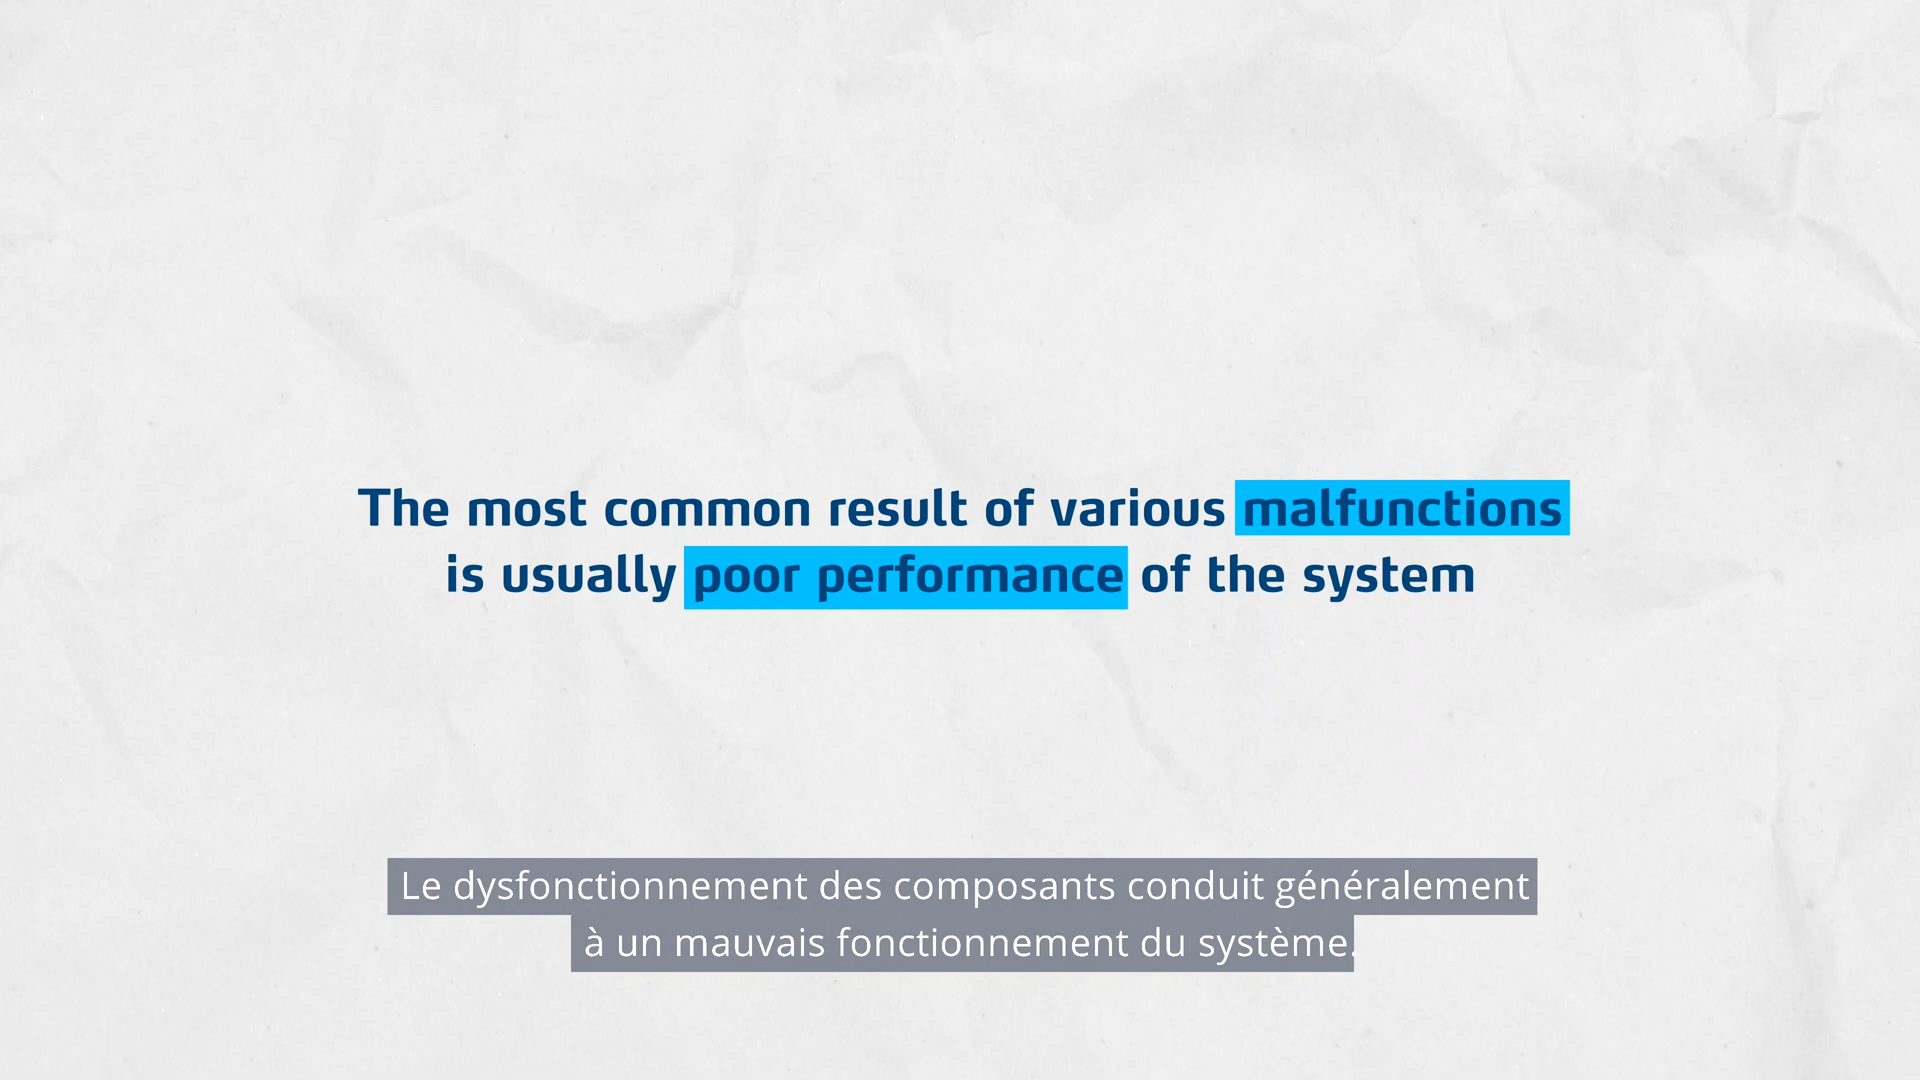 The most common result of various malfunctions
is usually poor performance of the system
Le dysfonctionnement des composants conduit généralement
à un mauvais fonctionnement du système.